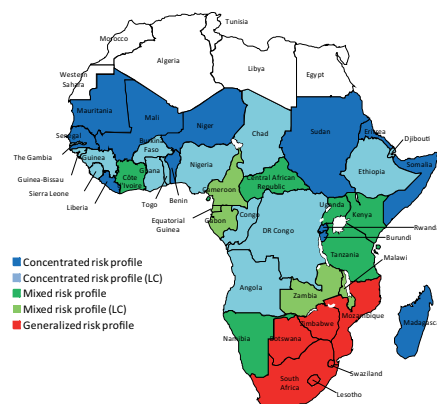 Tunisia
Morocco
Algeria
Libya
Egypt
Western
Sahara
Mauritania
Mali
Niger
Chad
Sudan
Eritrea
Djibouti
Senegal
The Gambia
Guinea
Burkina
Faso
Guinea-Bissau
Sierra Leone
Côte
d'Ivoire
Ghana
Nigeria
Ethiopia
Somalia
Liberia
Togo
Benin
Cameroon
Central African
Republic
Equatorial
Guinea
Gabon
Congo
DR Congo
Uganda
Kenya
Rwanda
Burundi
Tanzania
Malawi
Angola
Zambia
Mozambique
Zimbabwe
Madagascar
Namibia
Botswana
Swaziland
South
Africa
Lesotho
Concentrated risk profile
Concentrated risk profile (LC)
Mixed risk profile
Mixed risk profile (LC)
Generalized risk profile